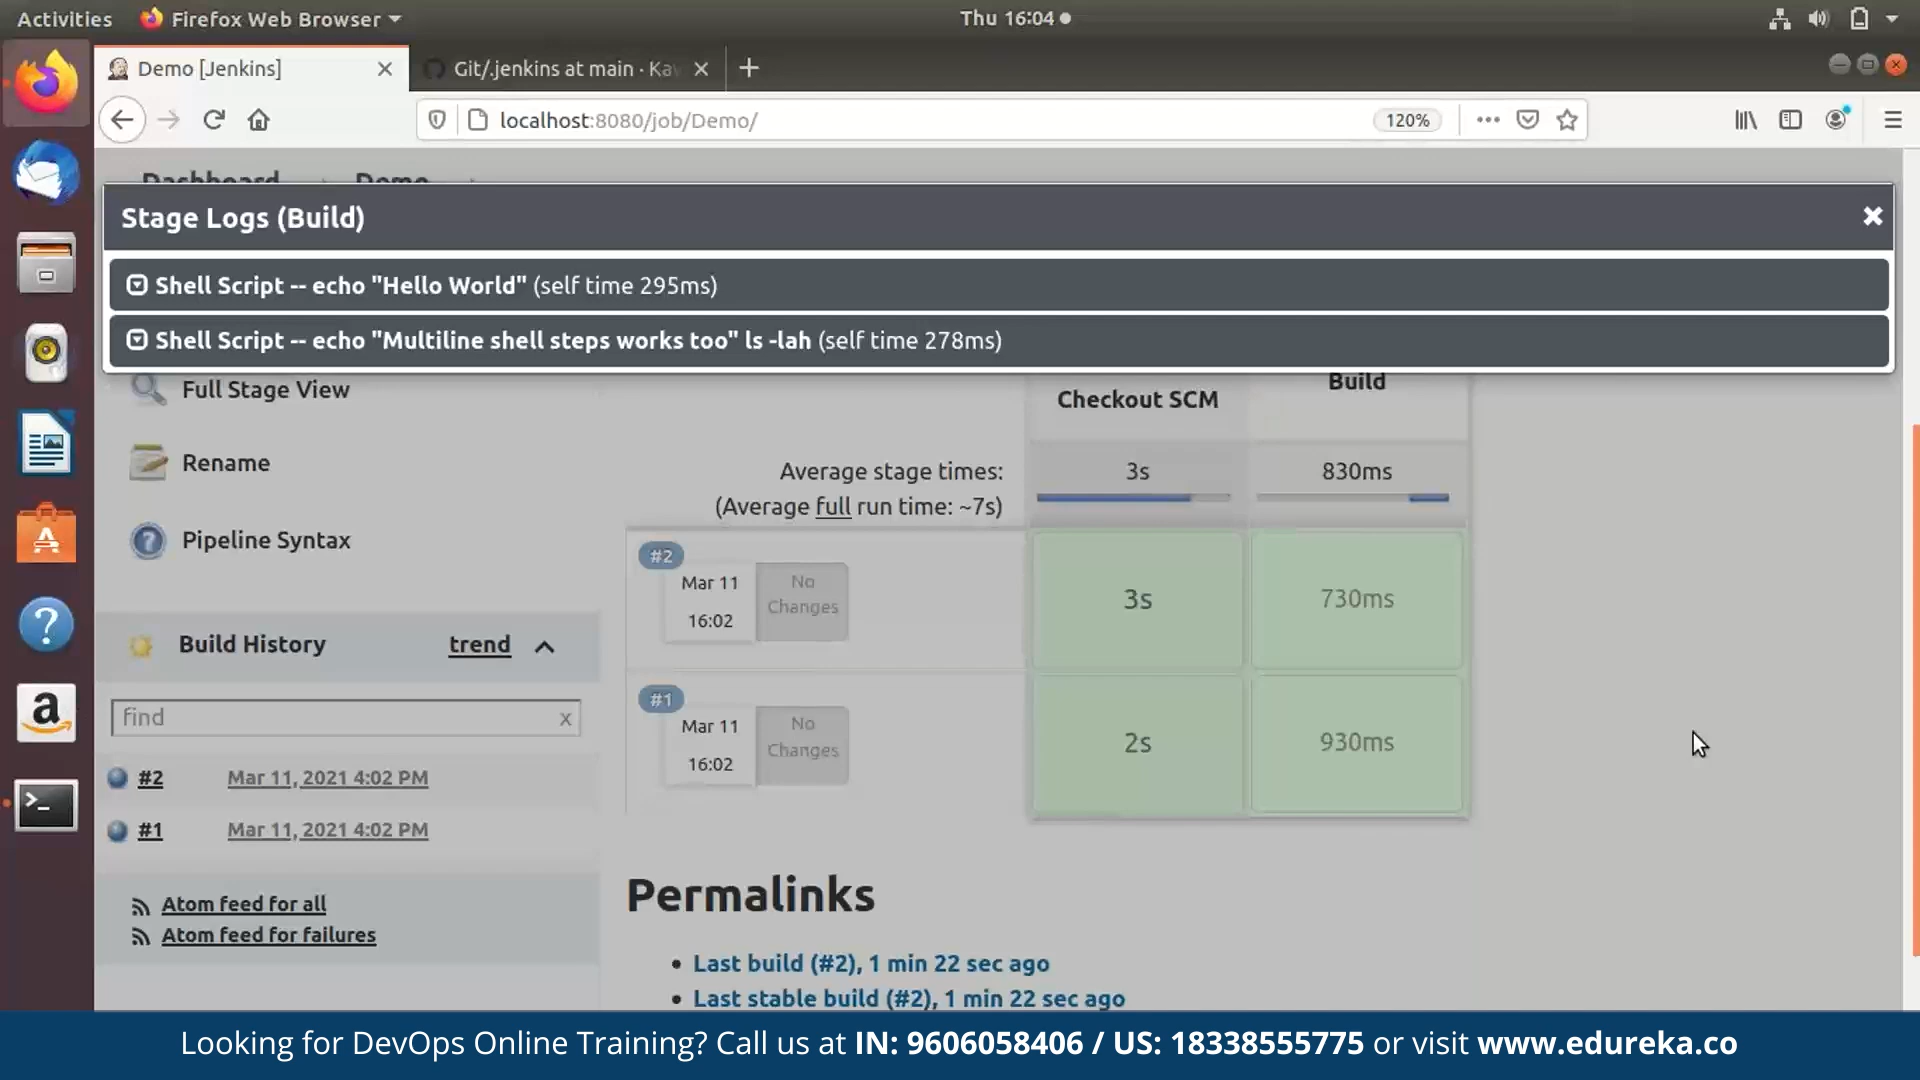 Activities Firefox Web Browser Thu 16:04
Demo [Jenkins] Git/.jenkins at main · Kav
localhost:8080/job/Demo/ 120%
Dashboard Demo
Stage Logs (Build)
Shell Script -- echo "Hello World" (self time 295ms)
Shell Script -- echo "Multiline shell steps works too" ls -lah (self time 278ms)
Full Stage View
Rename
Pipeline Syntax
Checkout SCM Build
Average stage times: 3s 830ms
(Average full run time: ~7s)
#2
Mar 11 No
16:02 Changes
3s 730ms
#1
Mar 11 No
16:02 Changes
2s 930ms
Build History trend
find x
#2 Mar 11, 2021 4:02 PM
#1 Mar 11, 2021 4:02 PM
Atom feed for all
Atom feed for failures
Permalinks
Last build (#2), 1 min 22 sec ago
Last stable build (#2), 1 min 22 sec ago
Looking for DevOps Online Training? Call us at IN: 9606058406 / US: 18338555775 or visit www.edureka.co